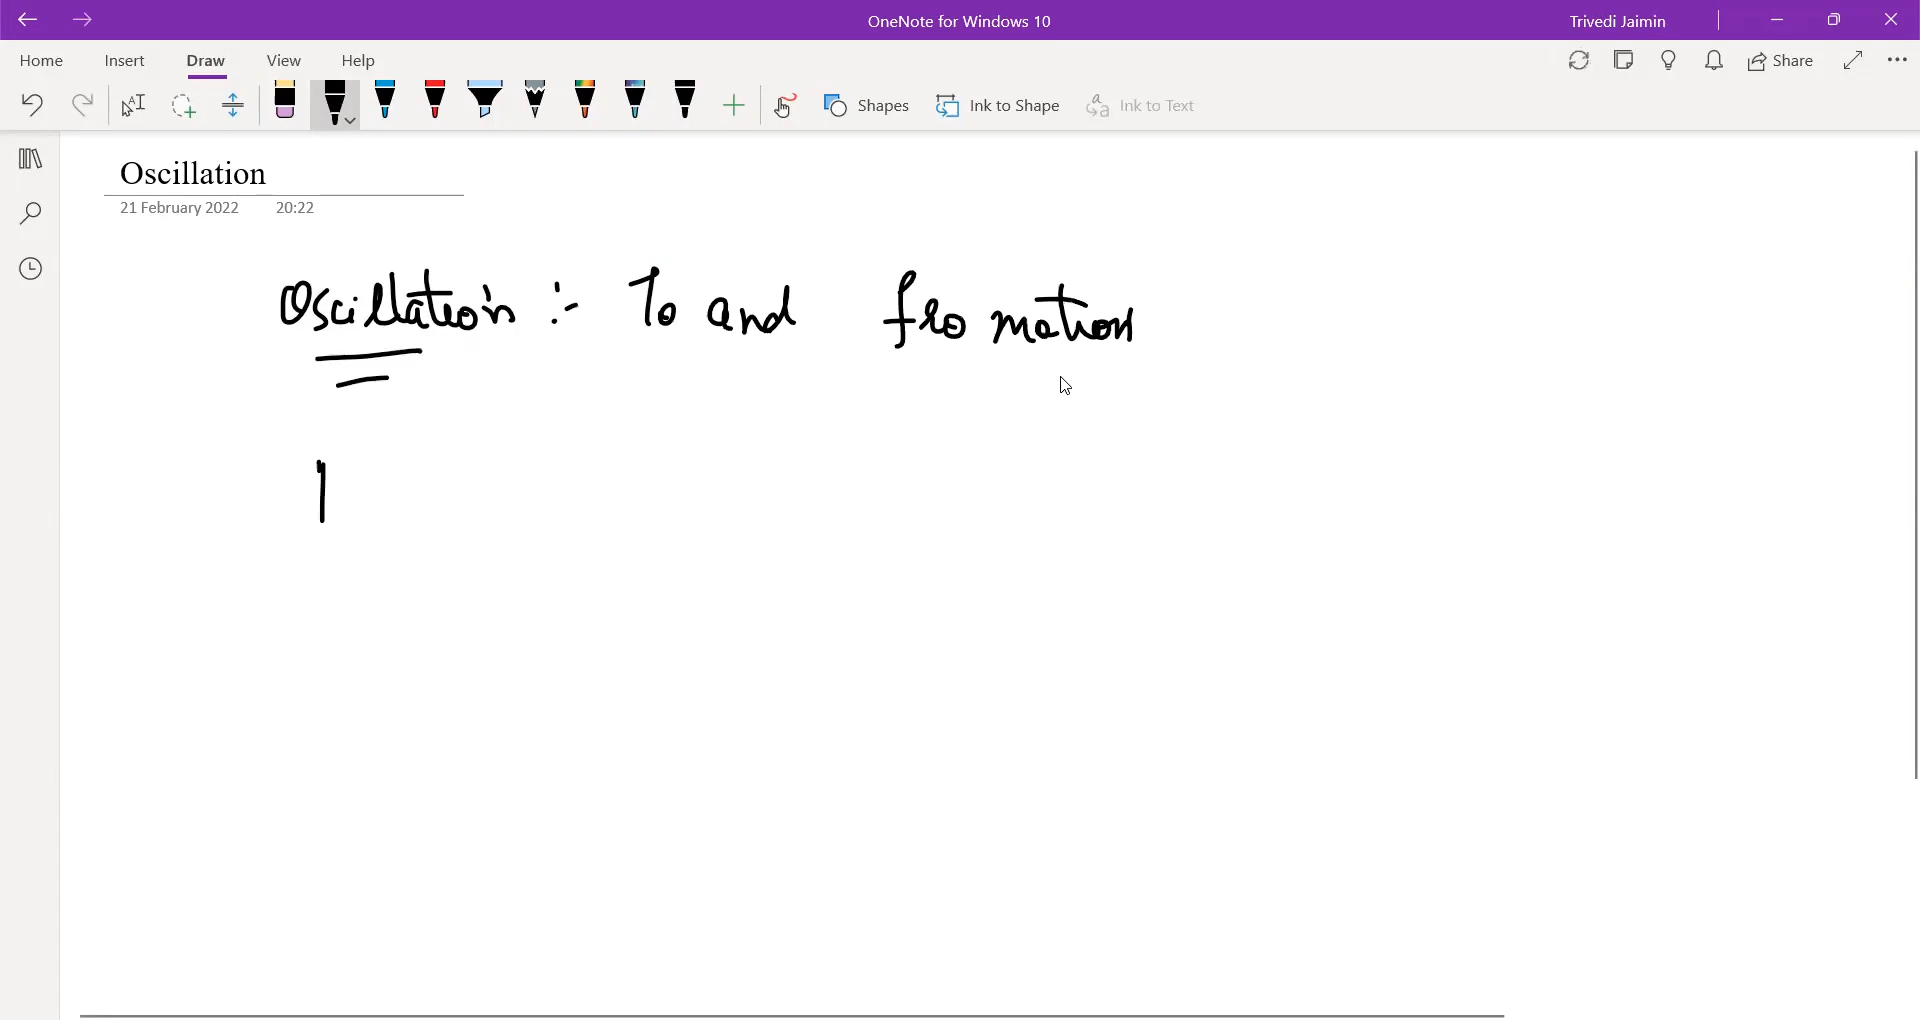 OneNote for Windows 10
Trivedi Jaimin
Home Insert Draw View Help
Share
Shapes Ink to Shape Ink to Text
Oscillation
21 February 2022 20:22
Oscillation :- To and fro motion